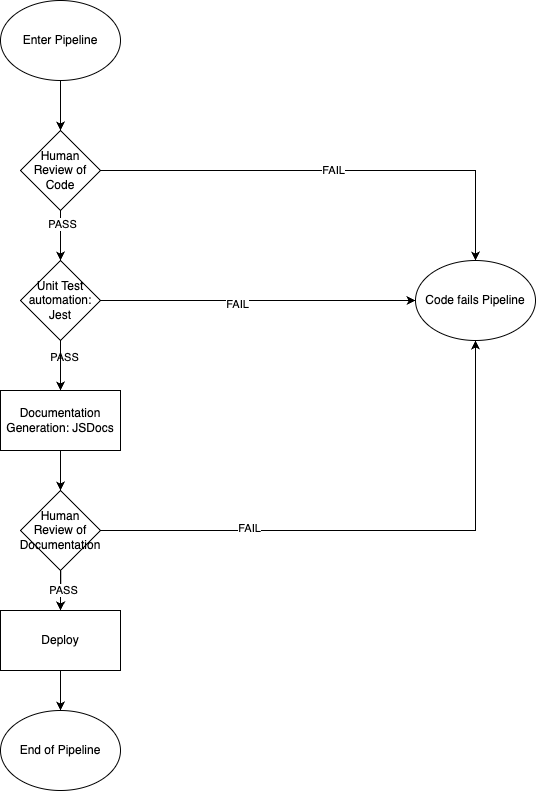 Enter Pipeline
Human
Review of
Code
FAIL
PASS
Unit Test
automation:
Jest
FAIL
Code fails Pipeline
PASS
Documentation
Generation: JSDocs
Human
Review of
Documentation
FAIL
PASS
Deploy
End of Pipeline